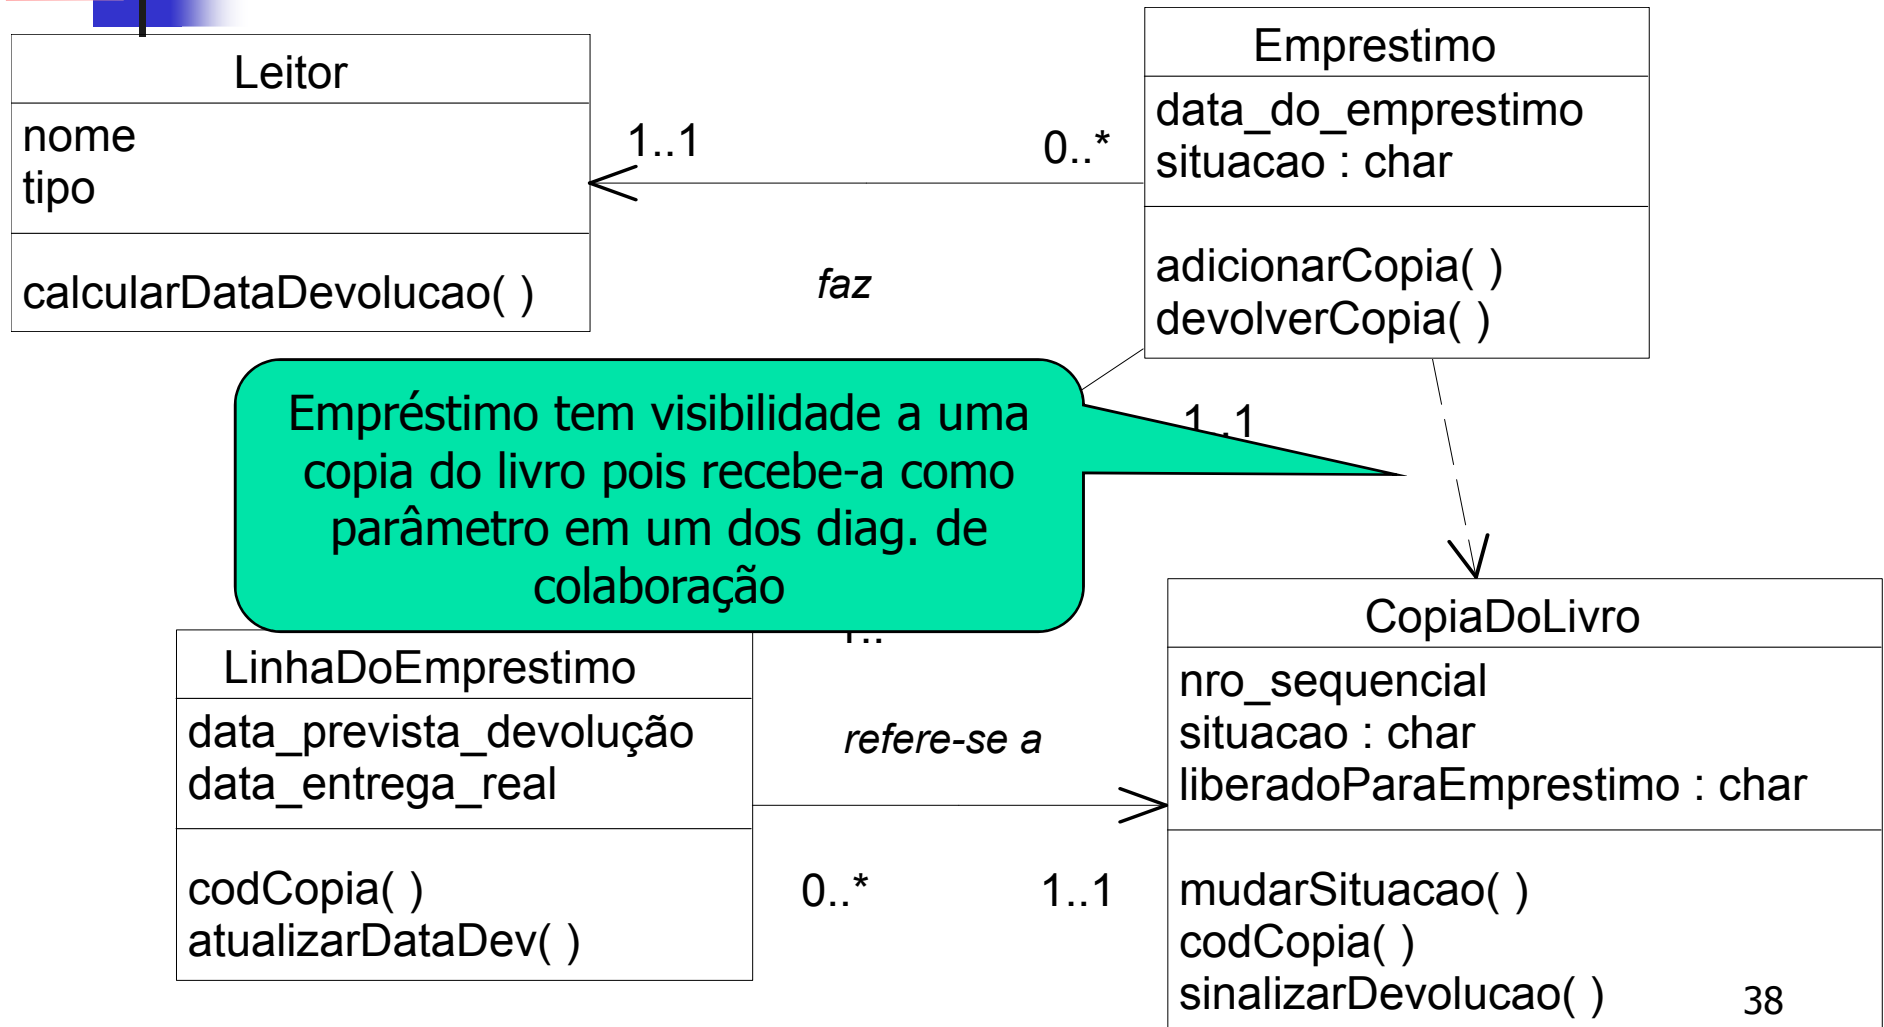 Leitor
nome
tipo
calcularDataDevolucao( )
1..1
0..*
faz
Emprestimo
data_do_emprestimo
situacao : char
adicionarCopia( )
devolverCopia( )
Empréstimo tem visibilidade a uma
copia do livro pois recebe-a como
parâmetro em um dos diag. de
colaboração
1..1
LinhaDoEmprestimo
data_prevista_devolução
data_entrega_real
codCopia( )
atualizarDataDev( )
refere-se a
0..*
1..1
CopiaDoLivro
nro_sequencial
situacao : char
liberadoParaEmprestimo : char
mudarSituacao( )
codCopia( )
sinalizarDevolucao( )
38